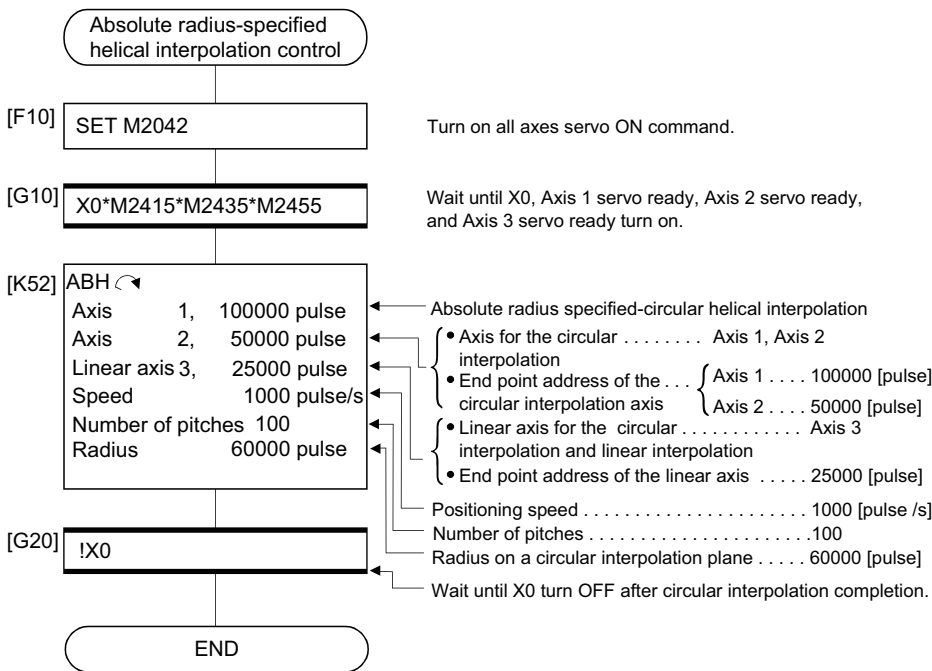 Absolute radius-specified
helical interpolation control
[F10]
SET M2042
Turn on all axes servo ON command.
[G10]
X0*M2415*M2435*M2455
Wait until X0, Axis 1 servo ready, Axis 2 servo ready,
and Axis 3 servo ready turn on.
[K52]
ABH
Axis 1, 100000 pulse
Axis 2, 50000 pulse
Linear axis 3, 25000 pulse
Speed 1000 pulse/s
Number of pitches 100
Radius 60000 pulse
Absolute radius specified-circular helical interpolation
• Axis for the circular . . . . . . . . Axis 1, Axis 2
interpolation
• End point address of the . . . Axis 1 . . . . 100000 [pulse]
circular interpolation axis Axis 2 . . . . 50000 [pulse]
• Linear axis for the circular . . . . . . . . . . . . Axis 3
interpolation and linear interpolation
• End point address of the linear axis . . . . . 25000 [pulse]
Positioning speed . . . . . . . . . . . . . . . . . . . . . . 1000 [pulse /s]
Number of pitches . . . . . . . . . . . . . . . . . . . . . .100
Radius on a circular interpolation plane . . . . . 60000 [pulse]
[G20]
!X0
Wait until X0 turn OFF after circular interpolation completion.
END